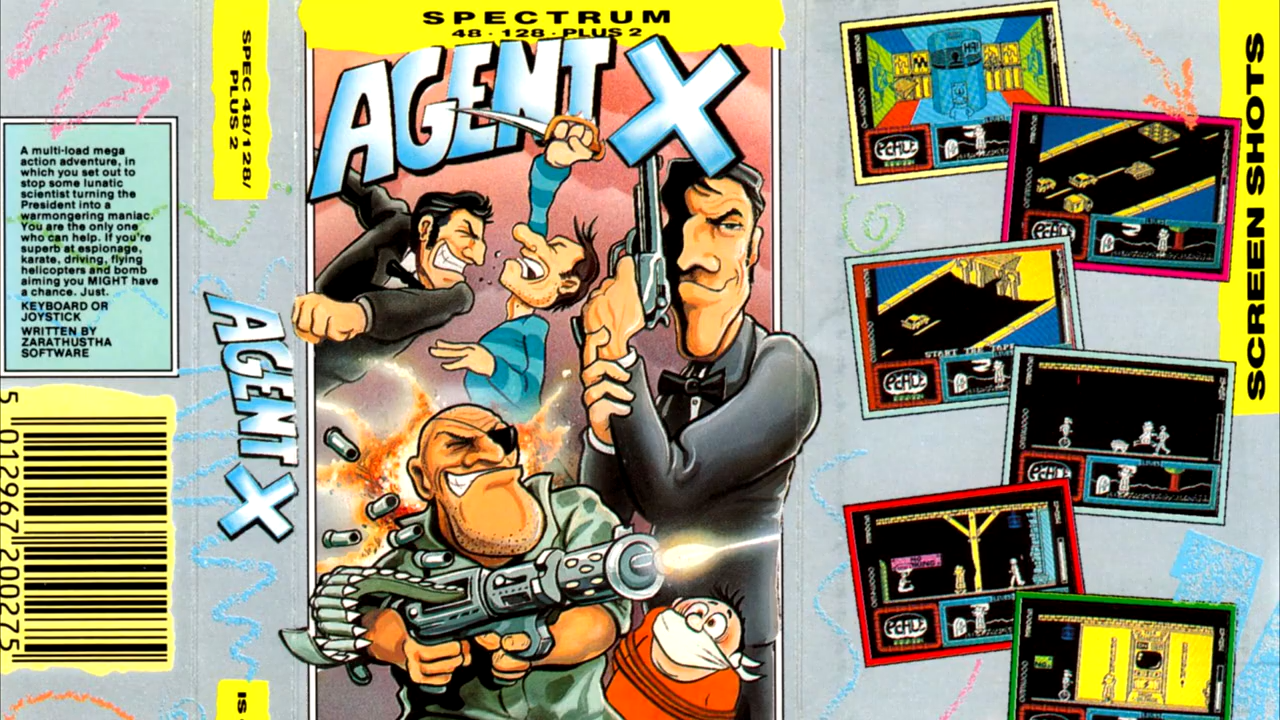 A multi-load mega
action adventure, in
which you set out to
stop some lunatic
scientist turning the
President into a
warmongering maniac.
You are the only one
who can help. If you're
superb at espionage,
karate, driving, flying
helicopters and bomb
aiming you MIGHT have
a chance. Just.
KEYBOARD OR
JOYSTICK
WRITTEN BY
ZARATHUSTHA
SOFTWARE
5 012967 200275
SPEC 48/128/
PLUS 2
AGENT X
SPECTRUM
48 · 128 · PLUS 2
AGENT X
SCREEN SHOTS
START THE TAPE